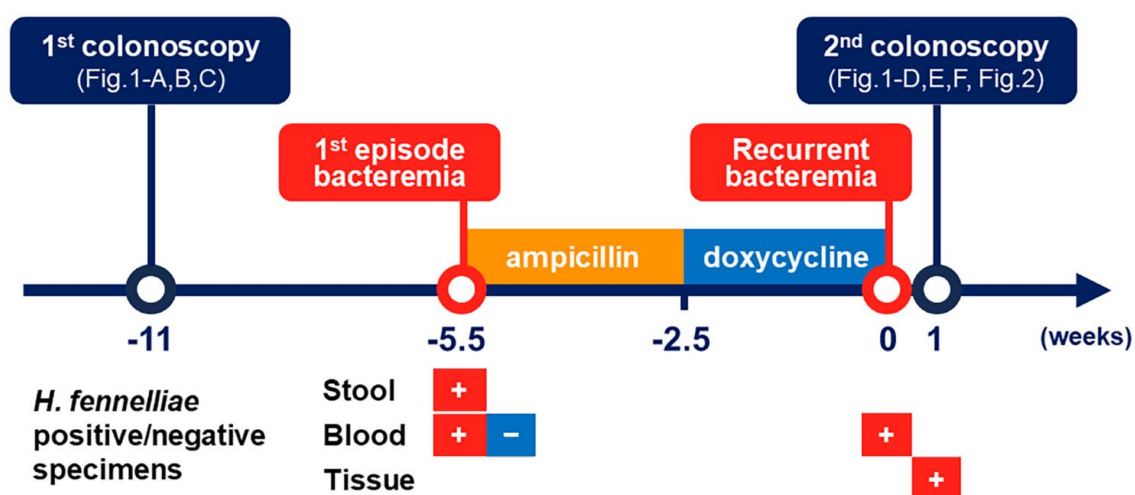 1st colonoscopy
(Fig.1-A,B,C)
2nd colonoscopy
(Fig.1-D,E,F, Fig.2)
1st episode
bacteremia
Recurrent
bacteremia
ampicillin
doxycycline
-11
-5.5
-2.5
0
1
(weeks)
H. fennelliae
positive/negative
specimens
Stool +
Blood + − +
Tissue +